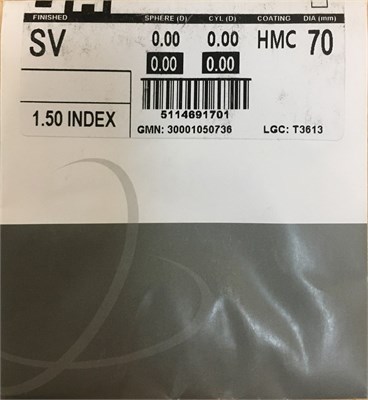 FINISHED SPHERE (D) CYL (D) COATING DIA (mm)
SV 0.00 0.00 HMC 70
0.00 0.00
5114691701
1.50 INDEX GMN: 30001050736 LGC: T3613